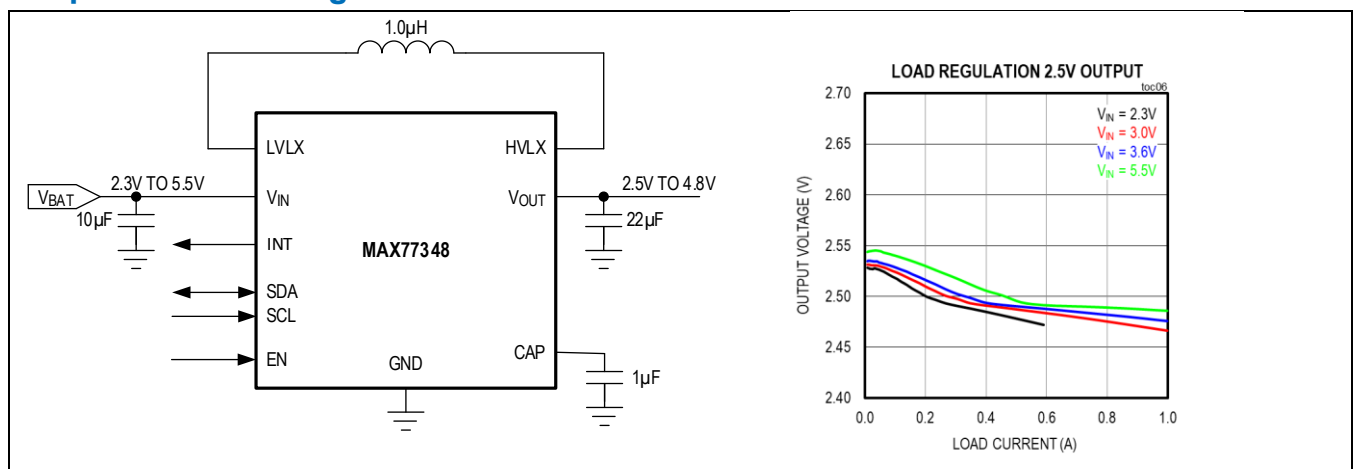 1.0µH
LVLX
HVLX
2.3V TO 5.5V
2.5V TO 4.8V
VBAT
VIN
VOUT
10µF
22µF
INT
MAX77348
SDA
SCL
CAP
EN
GND
1µF
LOAD REGULATION 2.5V OUTPUT
toc06
2.70
VIN = 2.3V
VIN = 3.0V
2.65
VIN = 3.6V
VIN = 5.5V
2.60
2.55
2.50
2.45
2.40
OUTPUT VOLTAGE (V)
0.0 0.2 0.4 0.6 0.8 1.0
LOAD CURRENT (A)